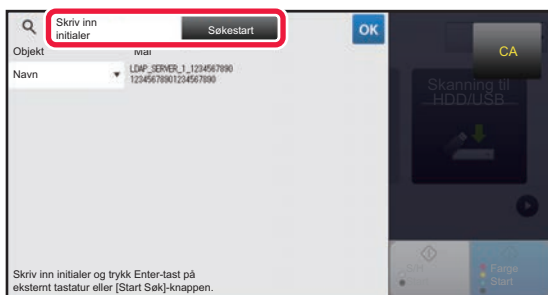 Skriv inn
initialer
Søkestart
OK
CA
Objekt
Mål
Navn
LDAP_SERVER_1_1234567890
12345678901234567890
Skanning til
HDD/USB
Skriv inn initialer og trykk Enter-tast på
eksternt tastatur eller [Start Søk]-knappen.
Farge
Start